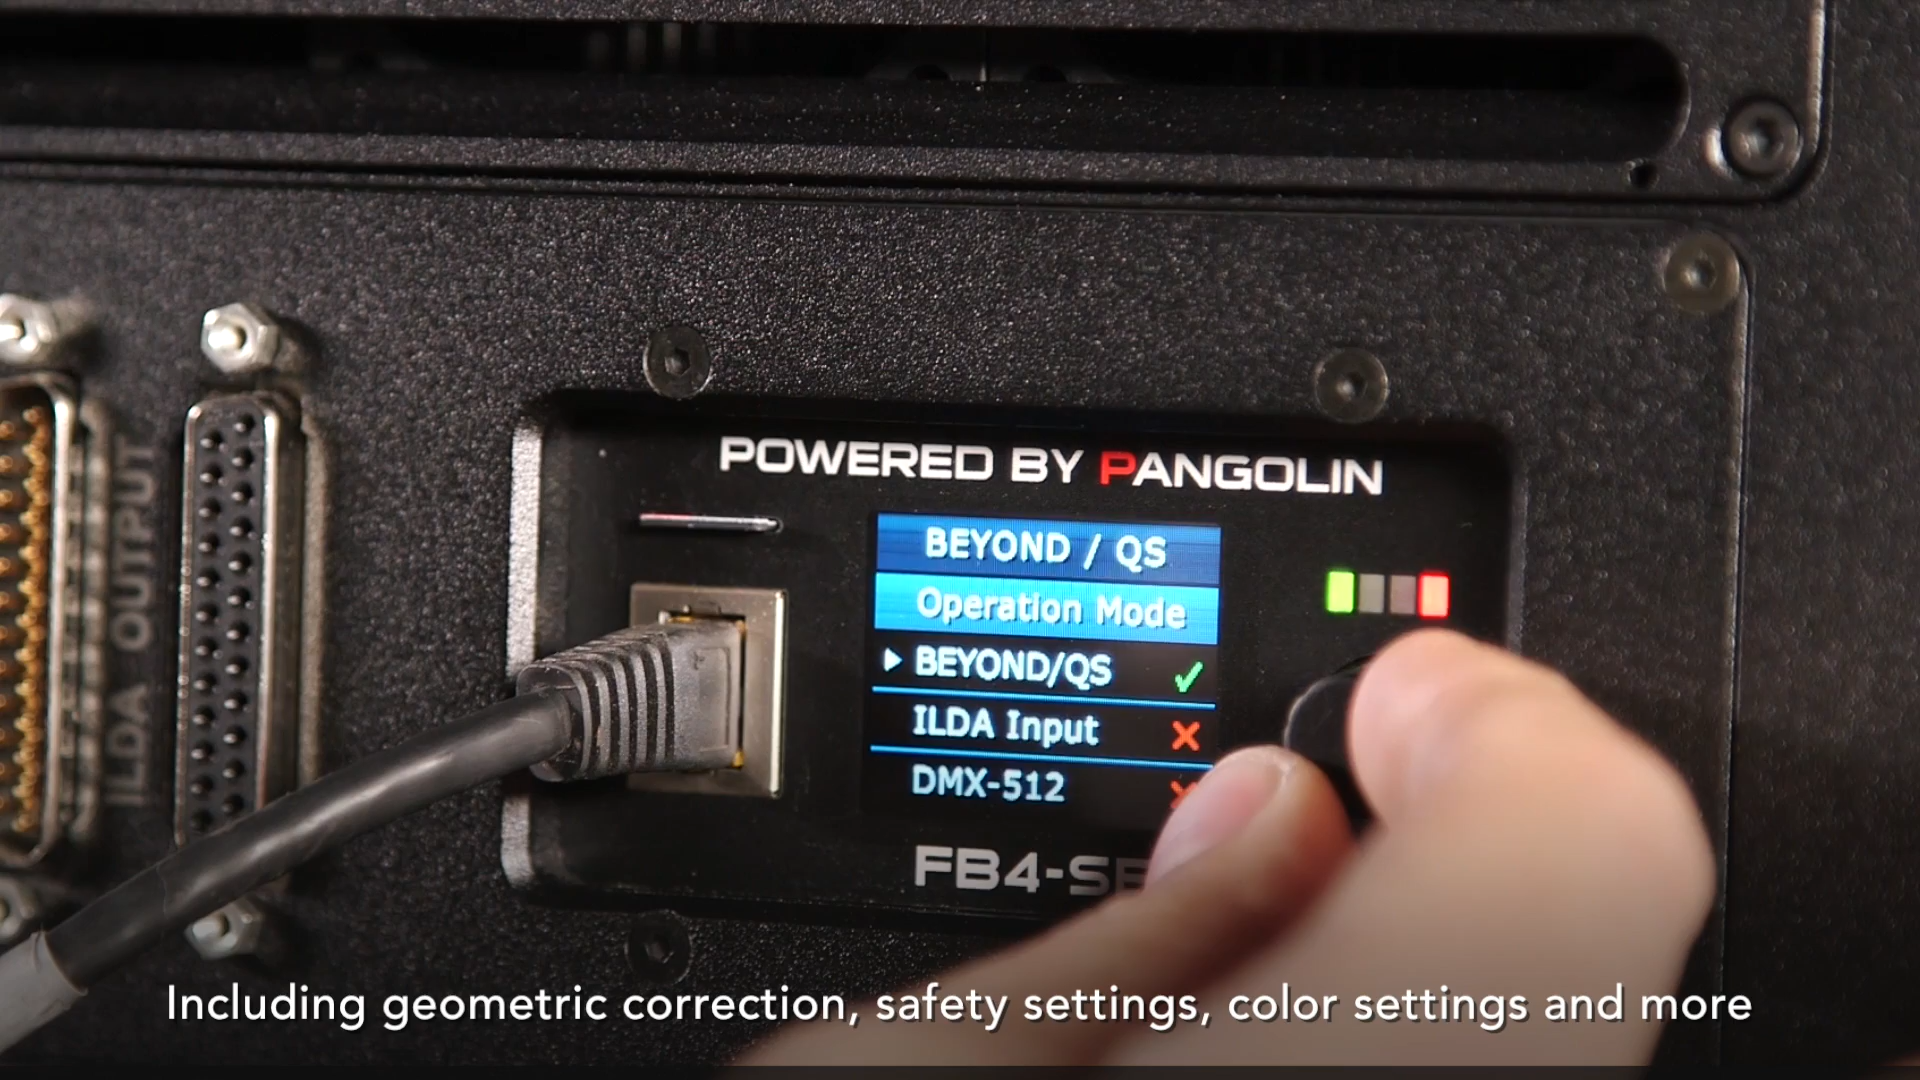 POWERED BY PANGOLIN
BEYOND / QS
Operation Mode
BEYOND/QS
ILDA Input
DMX-512
ILDA OUTPUT
Including geometric correction, safety settings, color settings and more